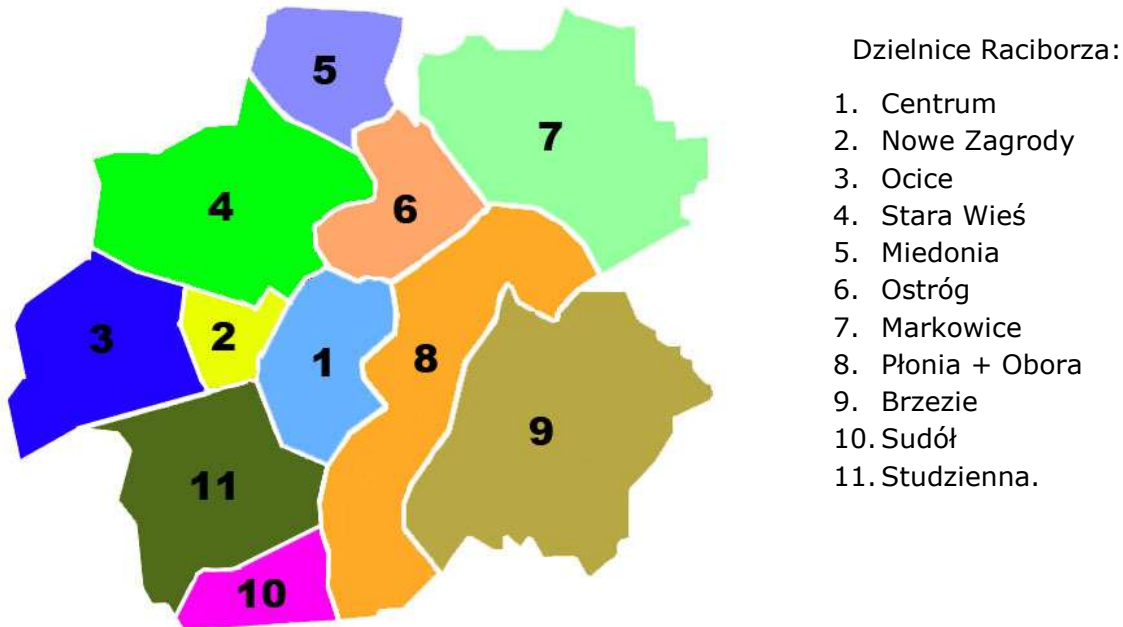 Dzielnice Raciborza:
1. Centrum
2. Nowe Zagrody
3. Ocice
4. Stara Wieś
5. Miedonia
6. Ostróg
7. Markowice
8. Płonia + Obora
9. Brzezie
10. Sudół
11. Studzienna.
5
7
4
6
3
2
1
8
9
11
10